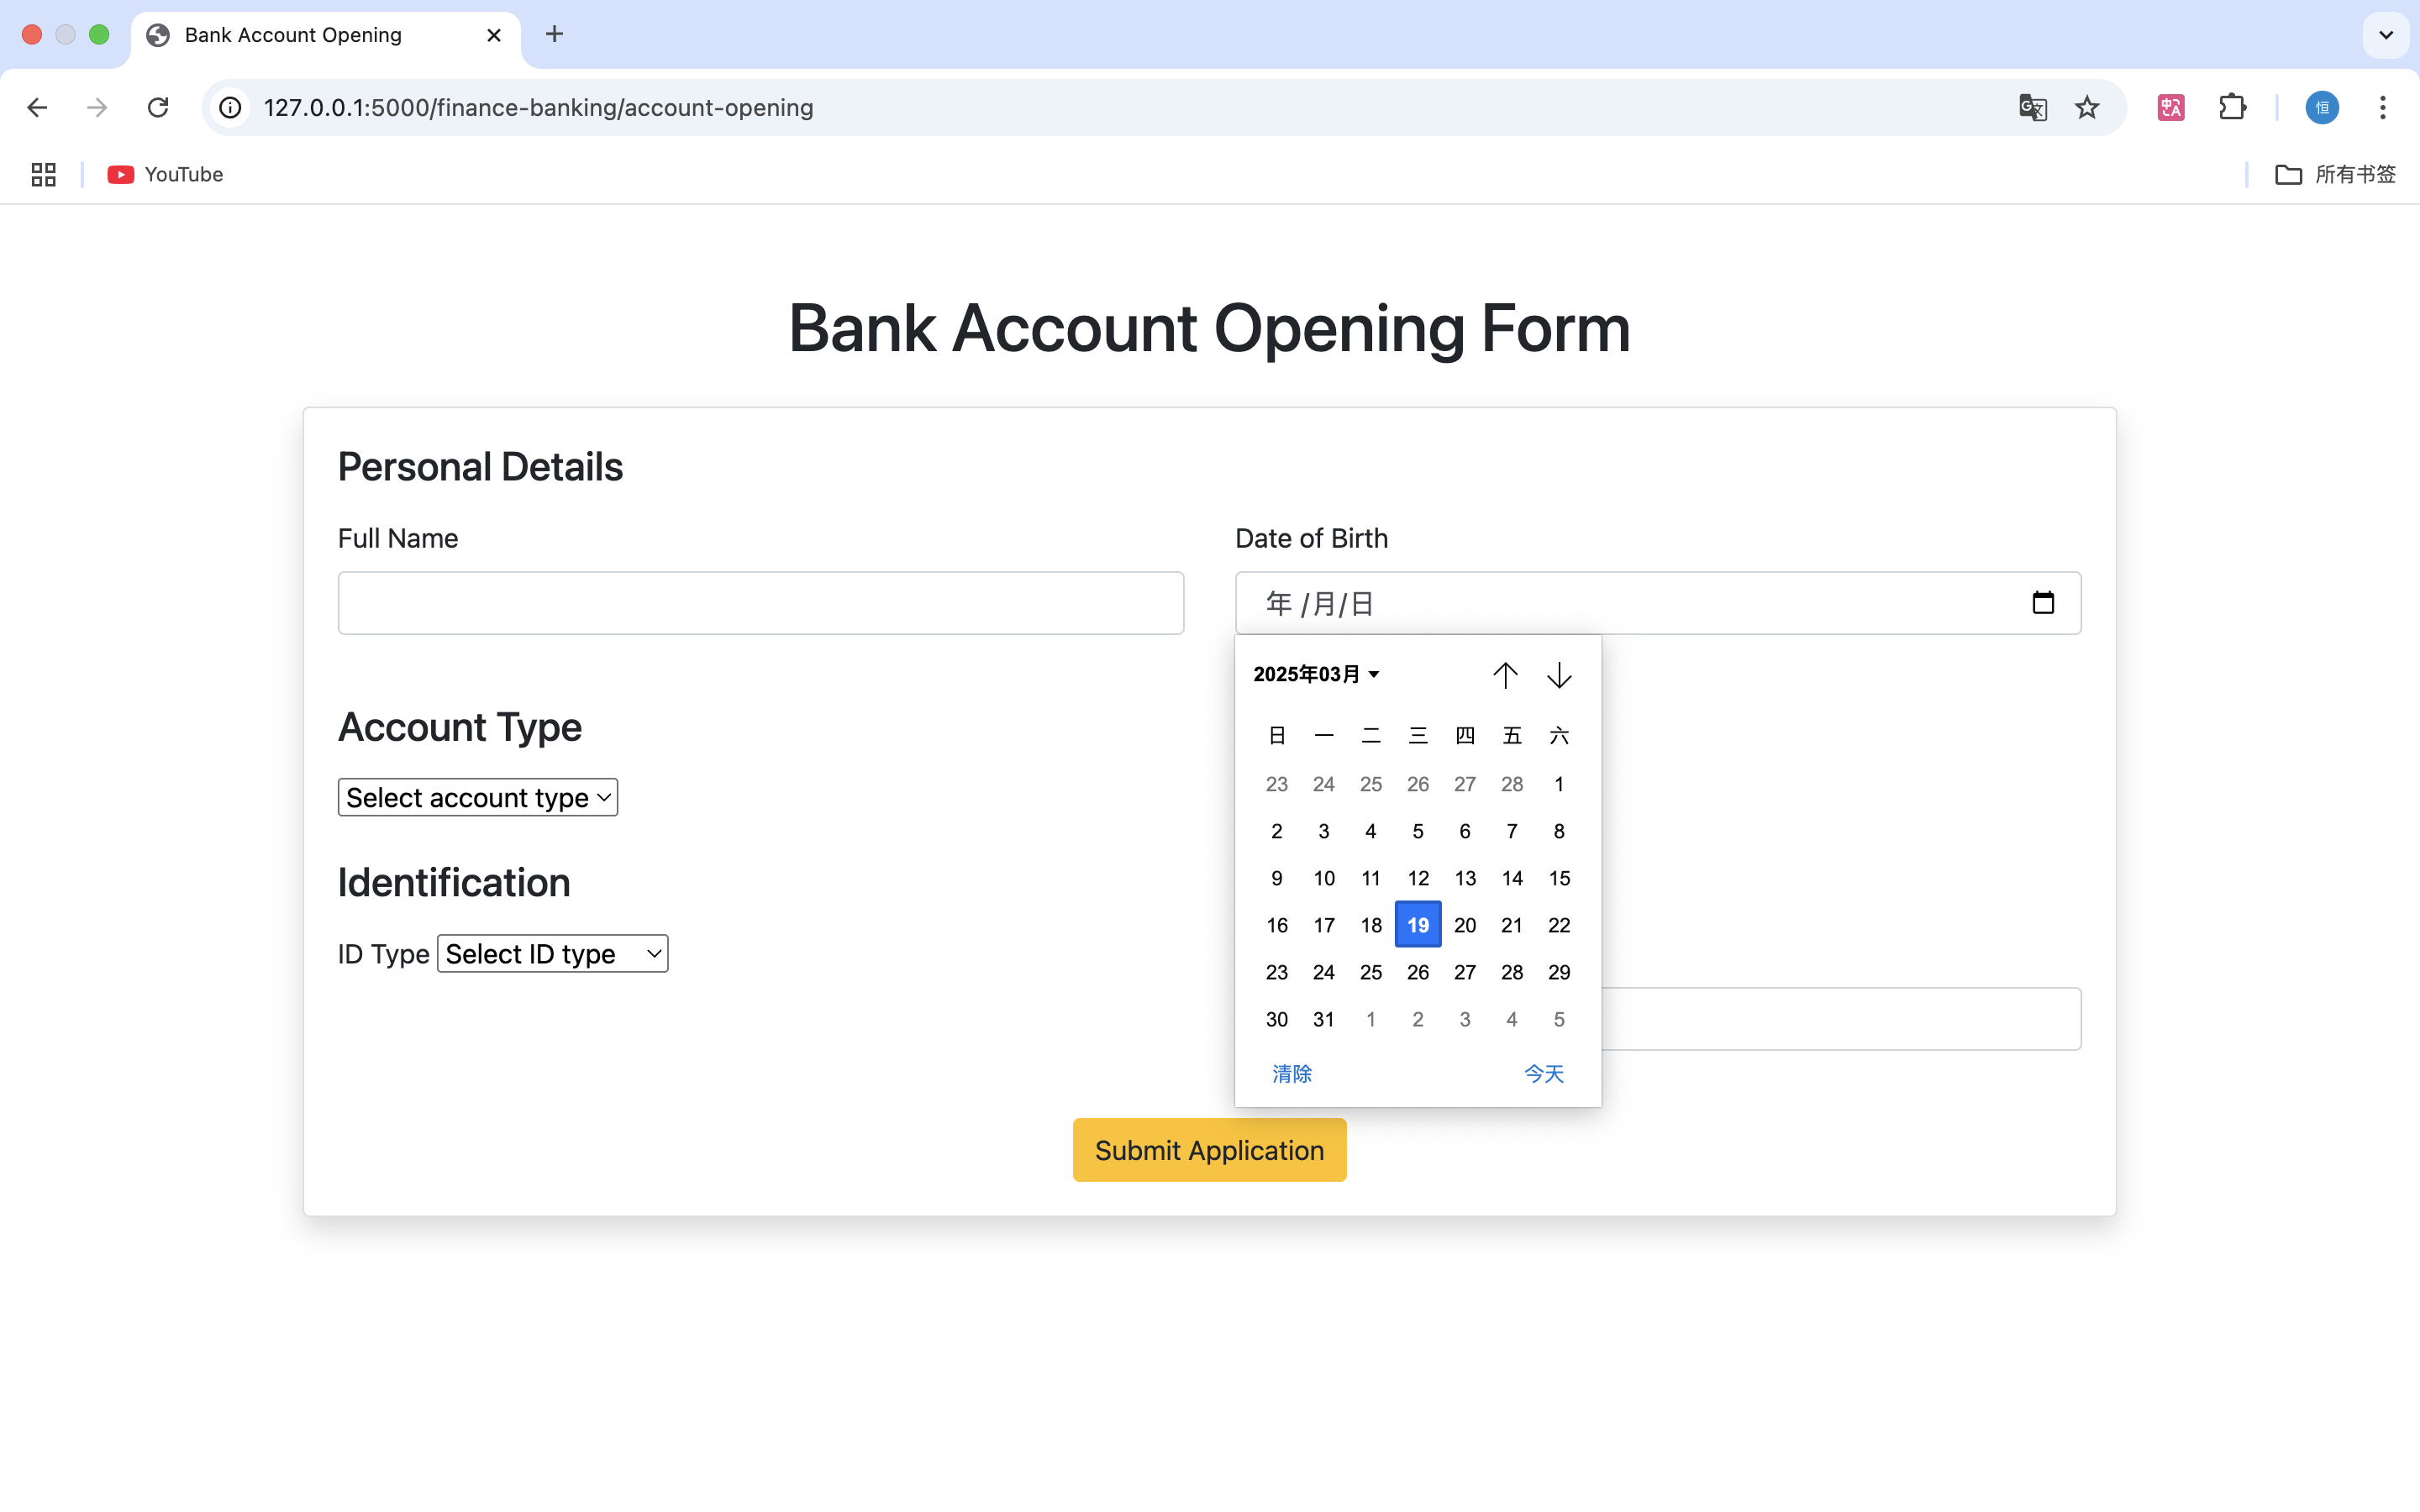 Bank Account Opening
127.0.0.1:5000/finance-banking/account-opening
恒
YouTube
所有书签
Bank Account Opening Form
Personal Details
Full Name
Date of Birth
年 /月/日
2025年03月
日 一 二 三 四 五 六
23 24 25 26 27 28 1
2 3 4 5 6 7 8
9 10 11 12 13 14 15
16 17 18 19 20 21 22
23 24 25 26 27 28 29
30 31 1 2 3 4 5
清除 今天
Account Type
Select account type
Identification
ID Type Select ID type
Submit Application